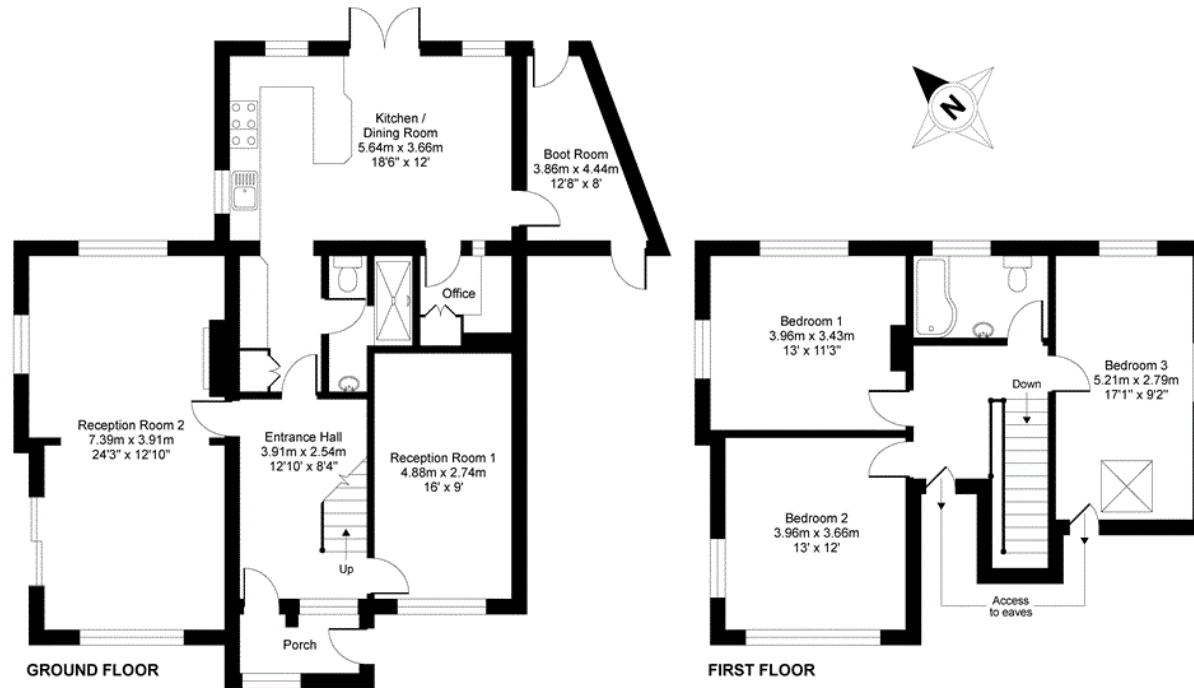 N
Kitchen /
Dining Room
5.64m x 3.66m
18'6" x 12'
Boot Room
3.86m x 4.44m
12'8" x 8'
Office
Reception Room 2
7.39m x 3.91m
24'3" x 12'10"
Entrance Hall
3.91m x 2.54m
12'10' x 8'4"
Reception Room 1
4.88m x 2.74m
16' x 9'
Up
Porch
GROUND FLOOR
Bedroom 1
3.96m x 3.43m
13' x 11'3"
Down
Bedroom 3
5.21m x 2.79m
17'1" x 9'2"
Bedroom 2
3.96m x 3.66m
13' x 12'
Access
to eaves
FIRST FLOOR